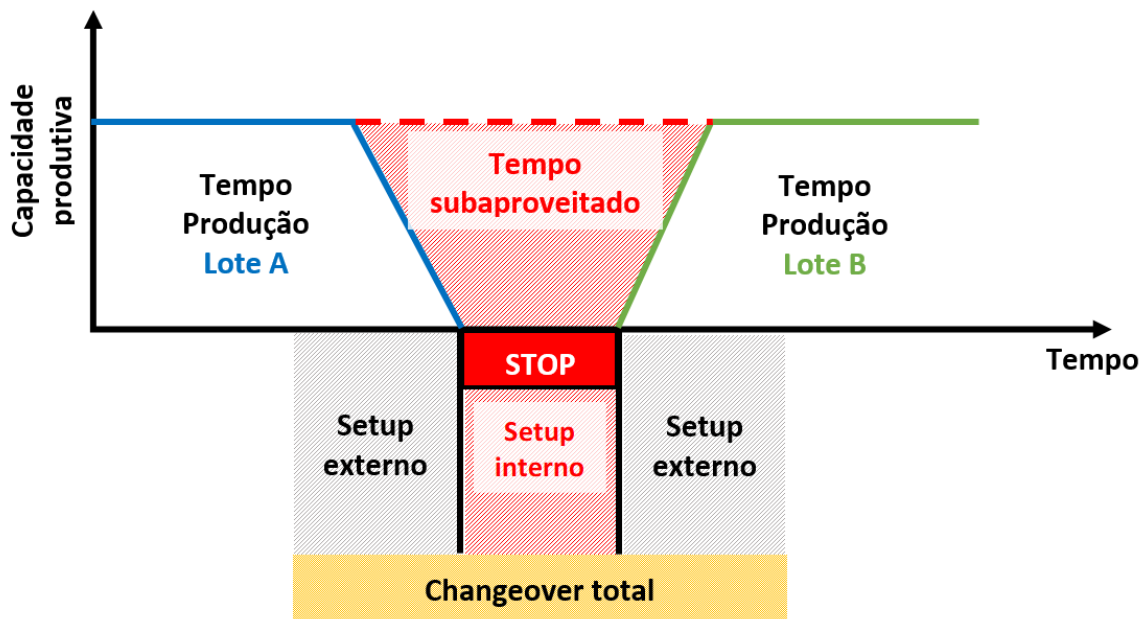 Capacidade
produtiva
Tempo
Produção
Lote A
Tempo
subaproveitado
Tempo
Produção
Lote B
Tempo
STOP
Setup
externo
Setup
interno
Setup
externo
Changeover total